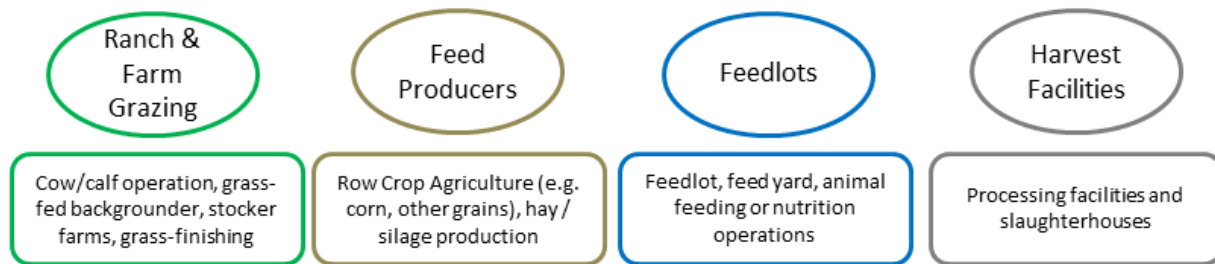 Ranch &
Farm
Grazing
Feed
Producers
Feedlots
Harvest
Facilities
Cow/calf operation, grass-
fed backgrounder, stocker
farms, grass-finishing
Row Crop Agriculture (e.g.
corn, other grains), hay /
silage production
Feedlot, feed yard, animal
feeding or nutrition
operations
Processing facilities and
slaughterhouses